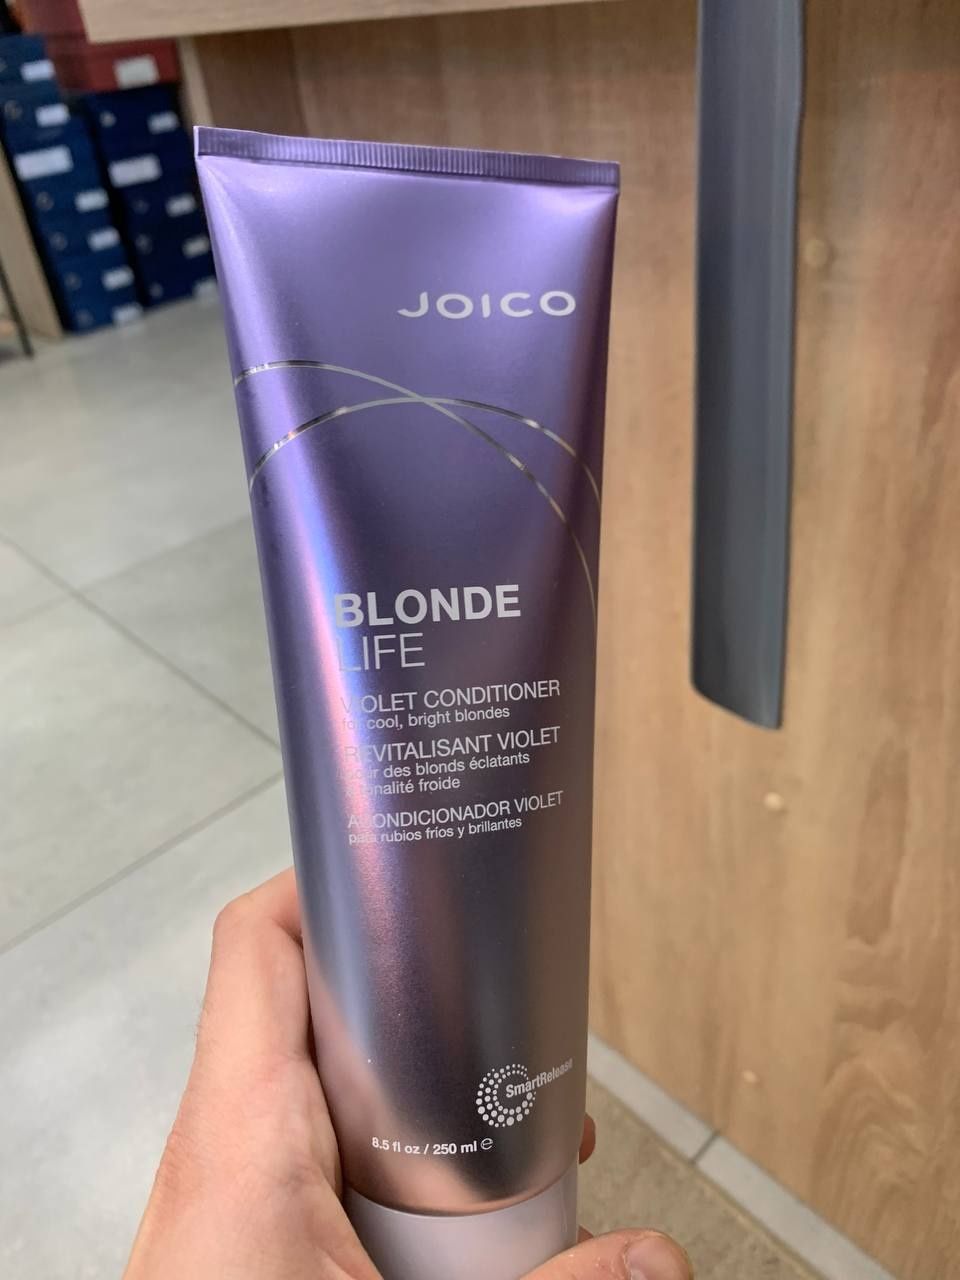 JOICO
BLONDE
LIFE
VIOLET CONDITIONER
for cool, bright blondes
REVITALISANT VIOLET
pour des blonds éclatants
à tonalité froide
ACONDICIONADOR VIOLET
para rubios fríos y brillantes
SmartRelease
8.5 fl oz / 250 ml ℮